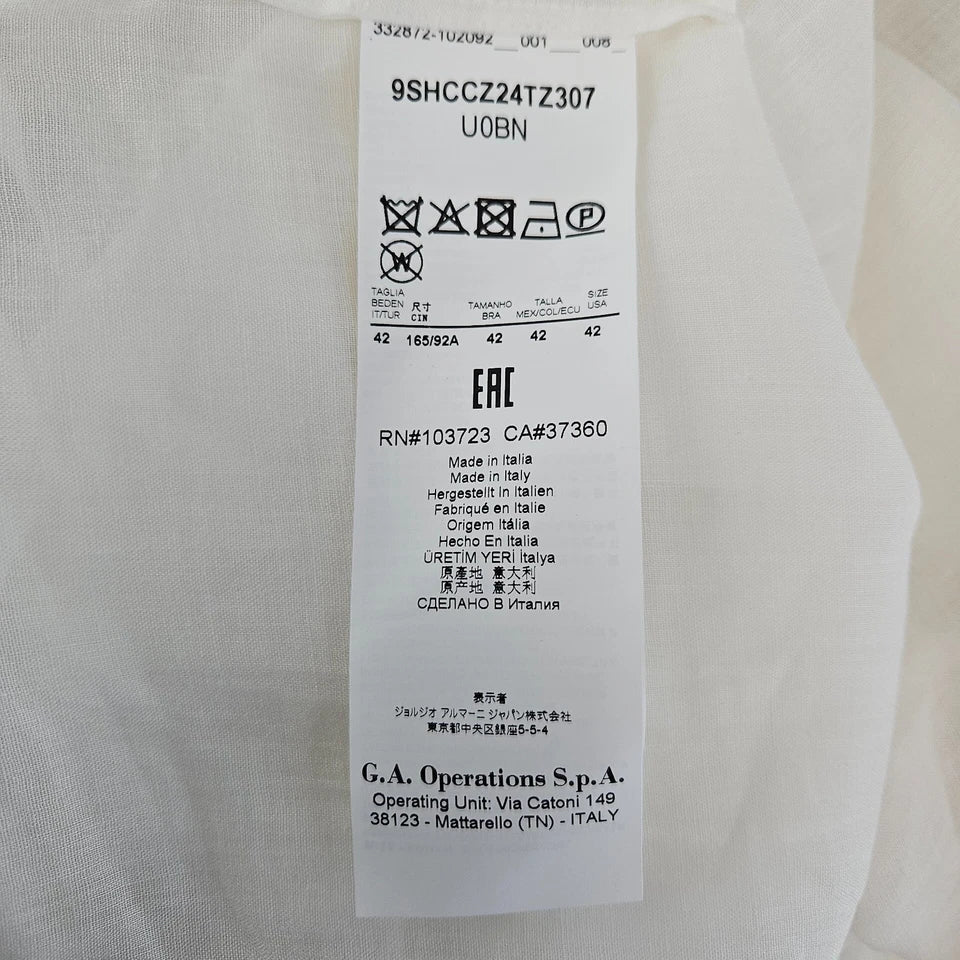 332872-102092__001___008_
9SHCCZ24TZ307
U0BN
P
W
TAGLIA BEDEN IT/TUR
尺寸 CIN
TAMANHO BRA
TALLA MEX/COL/ECU
SIZE USA
42 165/92A 42 42 42
EAC
RN#103723 CA#37360
Made in Italia
Made in Italy
Hergestellt in Italien
Fabriqué en Italie
Origem Itália
Hecho En Italia
ÜRETİM YERİ İtalya
原產地 意大利
原产地 意大利
СДЕЛАНО В Италия
表示者
ジョルジオ アルマーニ ジャパン株式会社
東京都中央区銀座5-5-4
G.A. Operations S.p.A.
Operating Unit: Via Catoni 149
38123 - Mattarello (TN) - ITALY